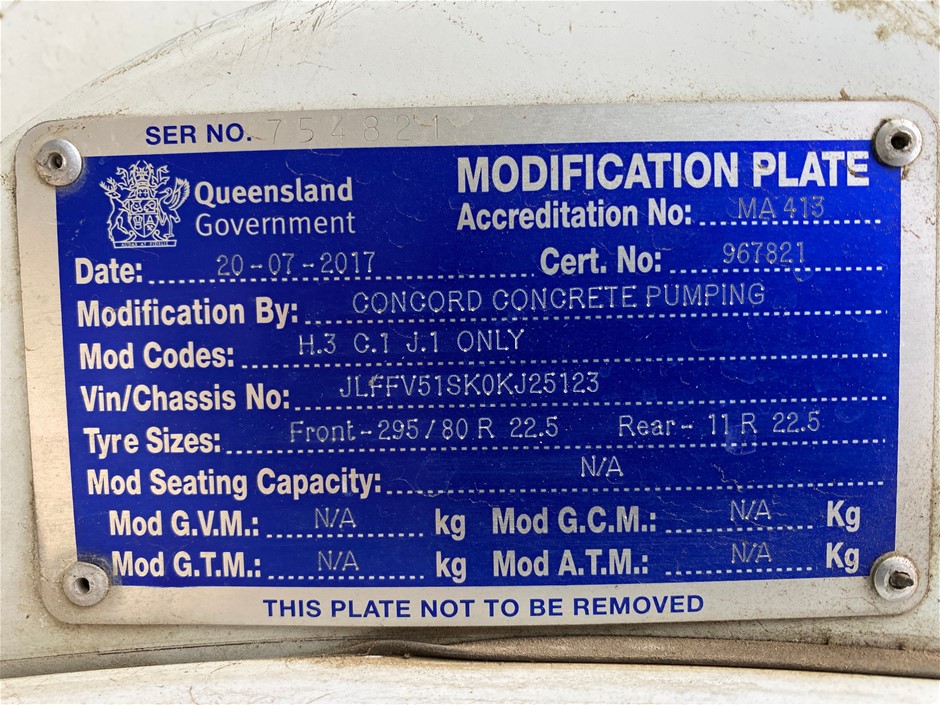 SER NO. 754821
Queensland
Government
MODIFICATION PLATE
Accreditation No: MA 413
Date: 20-07-2017 Cert. No: 967821
Modification By: CONCORD CONCRETE PUMPING
Mod Codes: H.3 C.1 J.1 ONLY
Vin/Chassis No: JLFFV51SK0KJ25123
Tyre Sizes: Front-295/80 R 22.5 Rear- 11 R 22.5
Mod Seating Capacity: N/A
Mod G.V.M.: N/A kg Mod G.C.M.: N/A Kg
Mod G.T.M.: N/A kg Mod A.T.M.: N/A Kg
THIS PLATE NOT TO BE REMOVED